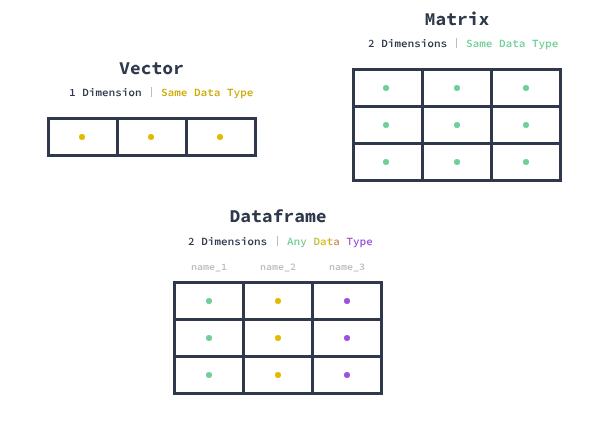 Matrix
2 Dimensions | Same Data Type
Vector
1 Dimension | Same Data Type
Dataframe
2 Dimensions | Any Data Type
name_1 name_2 name_3